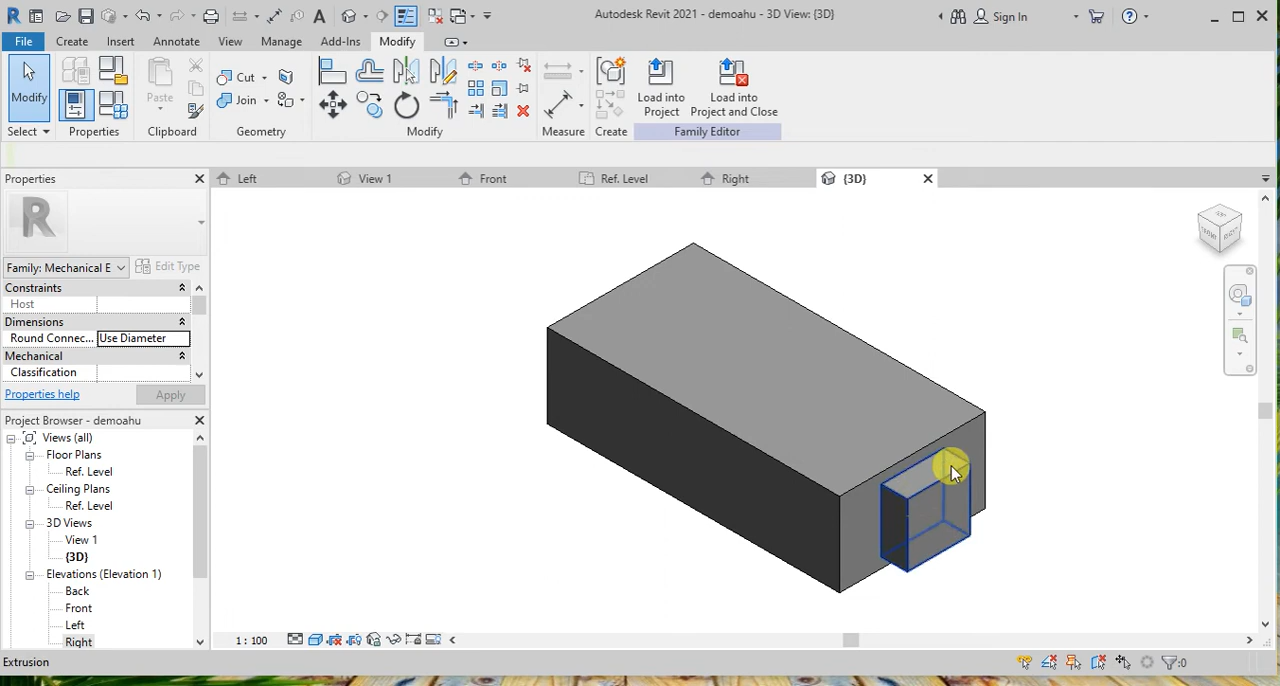 Autodesk Revit 2021 - demoahu - 3D View: {3D}
Sign In
File Create Insert Annotate View Manage Add-Ins Modify
Modify
Paste
Cut
Join
Load into Project
Load into Project and Close
Select Properties Clipboard Geometry Modify Measure Create Family Editor
Properties
Left View 1 Front Ref. Level Right {3D}
R
Family: Mechanical E
Edit Type
Constraints
Host
Dimensions
Round Connec... Use Diameter
Mechanical
Classification
Properties help
Apply
Project Browser - demoahu
Views (all)
Floor Plans
Ref. Level
Ceiling Plans
Ref. Level
3D Views
View 1
{3D}
Elevations (Elevation 1)
Back
Front
Left
Right
1 : 100
Extrusion
:0